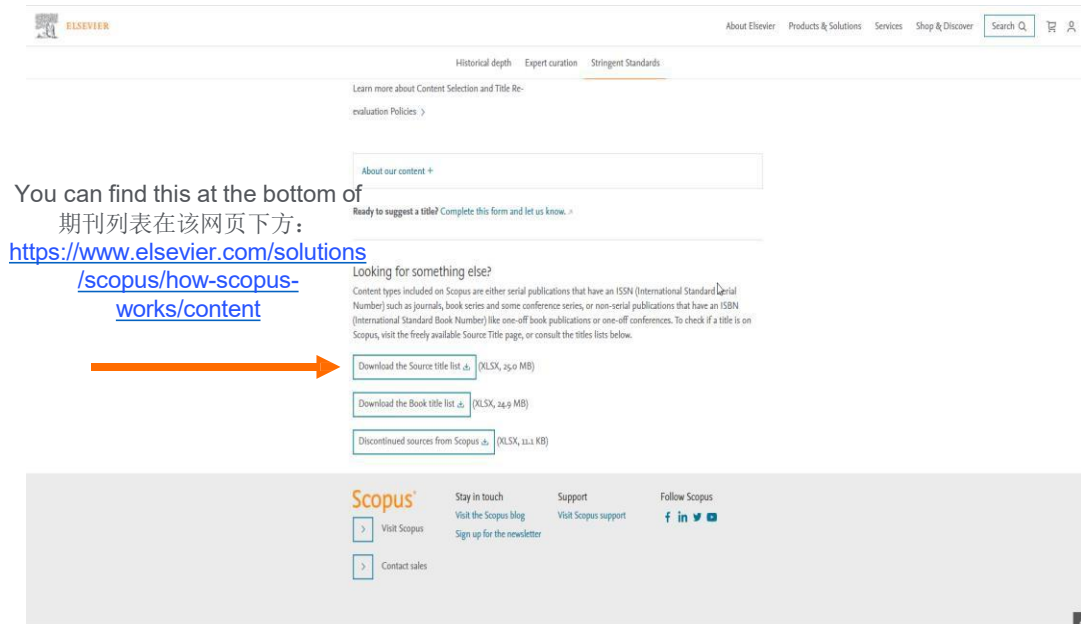 ELSEVIER
About Elsevier Products & Solutions Services Shop & Discover Search
Historical depth Expert curation Stringent Standards
Learn more about Content Selection and Title Re-
evaluation Policies >
About our content +
Ready to suggest a title? Complete this form and let us know.
You can find this at the bottom of
期刊列表在该网页下方：
https://www.elsevier.com/solutions
/scopus/how-scopus-
works/content
Looking for something else?
Content types included on Scopus are either serial publications that have an ISSN (International Standard Serial
Number) such as journals, book series and some conference series, or non-serial publications that have an ISBN
(International Standard Book Number) like one-off book publications or one-off conferences. To check if a title is on
Scopus, visit the freely available Source Title page, or consult the titles lists below.
Download the Source title list (XLSX, 25.0 MB)
Download the Book title list (XLSX, 24.9 MB)
Discontinued sources from Scopus (XLSX, 11.1 KB)
Scopus®
Visit Scopus
Contact sales
Stay in touch
Visit the Scopus blog
Sign up for the newsletter
Support
Visit Scopus support
Follow Scopus